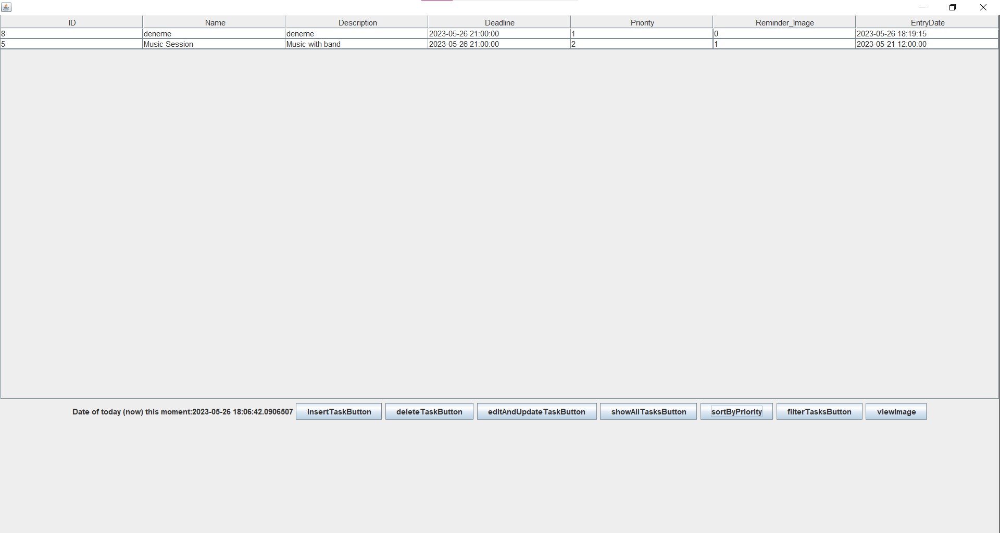 ID Name Description Deadline Priority Reminder_Image EntryDate
8 deneme deneme 2023-05-26 21:00:00 1 0 2023-05-26 18:19:15
5 Music Session Music with band 2023-05-26 21:00:00 2 1 2023-05-21 12:00:00
Date of today (now) this moment:2023-05-26 18:06:42.0906507 insertTaskButton deleteTaskButton editAndUpdateTaskButton showAllTasksButton sortByPriority filterTasksButton viewImage